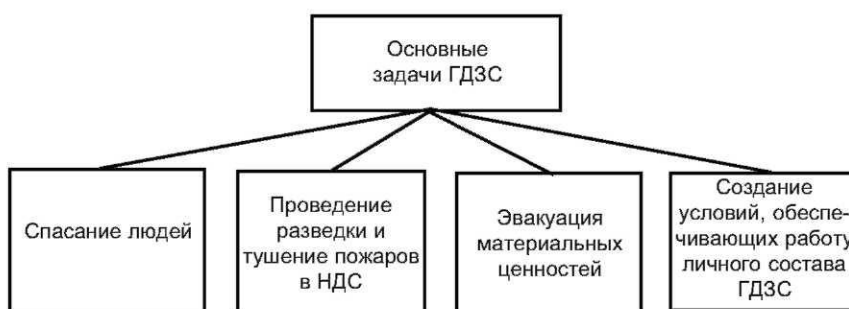 Основные
задачи ГДЗС
Спасание людей
Проведение
разведки и
тушение пожаров
в НДС
Эвакуация
материальных
ценностей
Создание
условий, обеспе-
чивающих работу
личного состава
ГДЗС